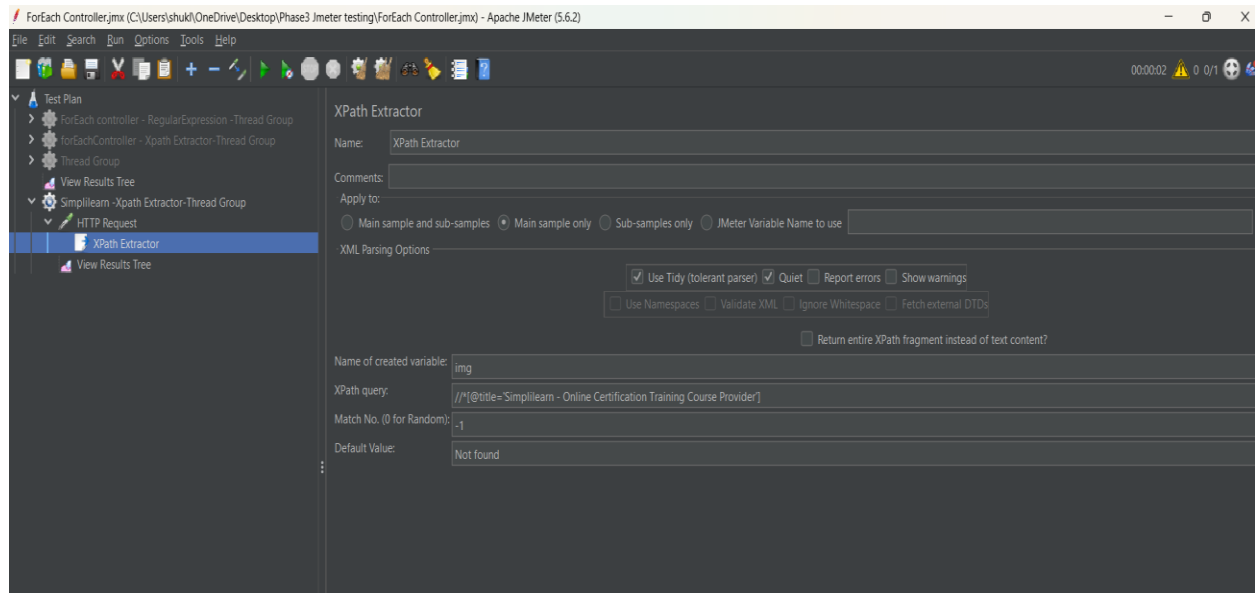 ForEach Controller.jmx (C:\Users\shukl\OneDrive\Desktop\Phase3 Jmeter testing\ForEach Controller.jmx) - Apache JMeter (5.6.2)
File Edit Search Run Options Tools Help
00:00:02 0 0/1
Test Plan
ForEach controller - RegularExpression -Thread Group
forEachController - Xpath Extractor-Thread Group
Thread Group
View Results Tree
Simplilearn -Xpath Extractor-Thread Group
HTTP Request
XPath Extractor
View Results Tree
XPath Extractor
Name: XPath Extractor
Comments:
Apply to:
Main sample and sub-samples Main sample only Sub-samples only JMeter Variable Name to use
XML Parsing Options
Use Tidy (tolerant parser) Quiet Report errors Show warnings
Use Namespaces Validate XML Ignore Whitespace Fetch external DTDs
Return entire XPath fragment instead of text content?
Name of created variable: img
XPath query: //*[@title='Simplilearn - Online Certification Training Course Provider']
Match No. (0 for Random): -1
Default Value: Not found